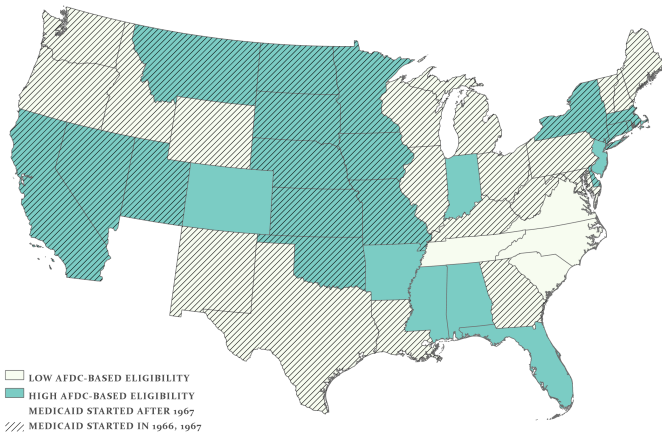 LOW AFDC-BASED ELIGIBILITY
HIGH AFDC-BASED ELIGIBILITY
MEDICAID STARTED AFTER 1967
MEDICAID STARTED IN 1966, 1967